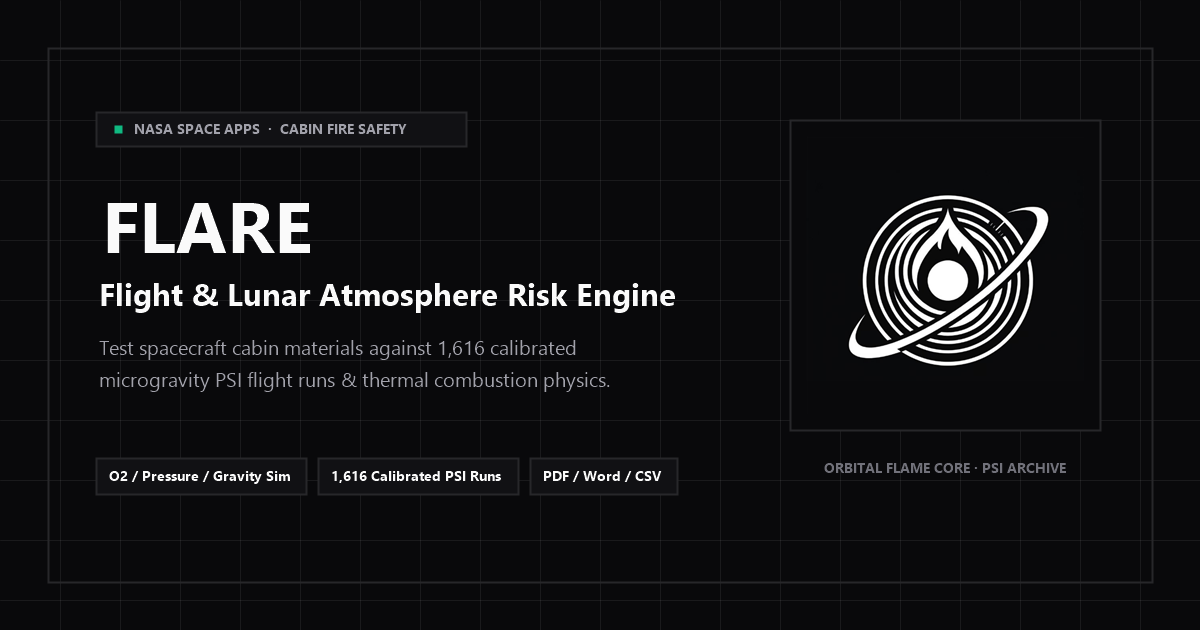 NASA SPACE APPS · CABIN FIRE SAFETY
FLARE
Flight & Lunar Atmosphere Risk Engine
Test spacecraft cabin materials against 1,616 calibrated
microgravity PSI flight runs & thermal combustion physics.
O2 / Pressure / Gravity Sim
1,616 Calibrated PSI Runs
PDF / Word / CSV
ORBITAL FLAME CORE · PSI ARCHIVE